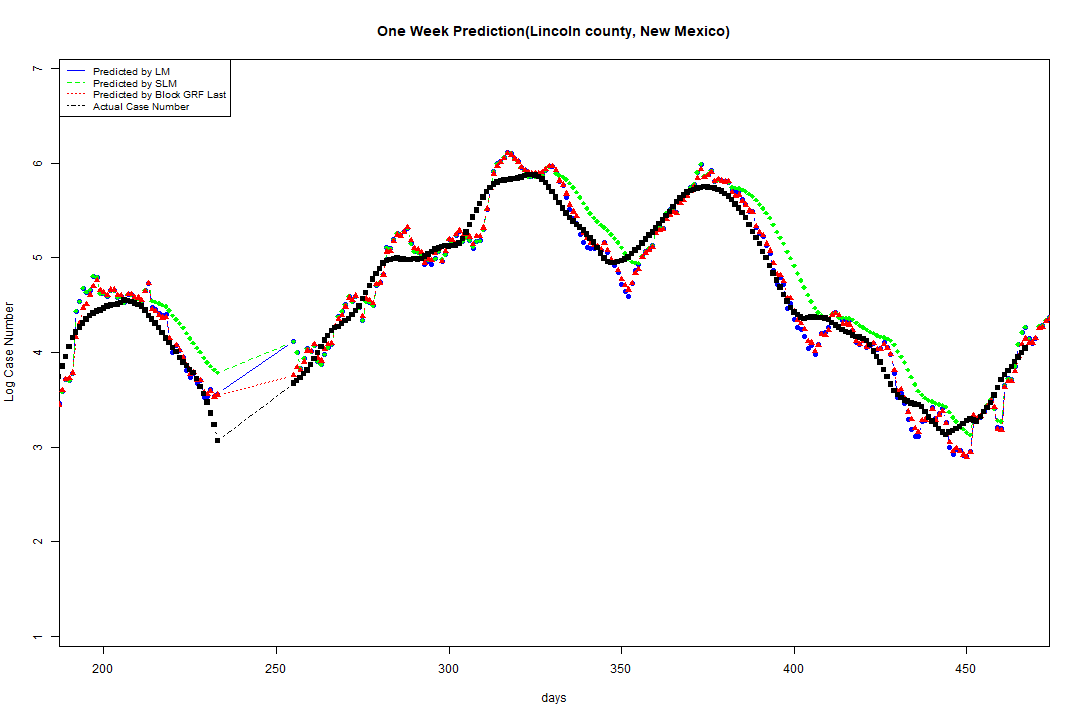 One Week Prediction(Lincoln county, New Mexico)
Predicted by LM
Predicted by SLM
Predicted by Block GRF Last
Actual Case Number
7
6
5
4
3
2
1
Log Case Number
200
250
300
350
400
450
days